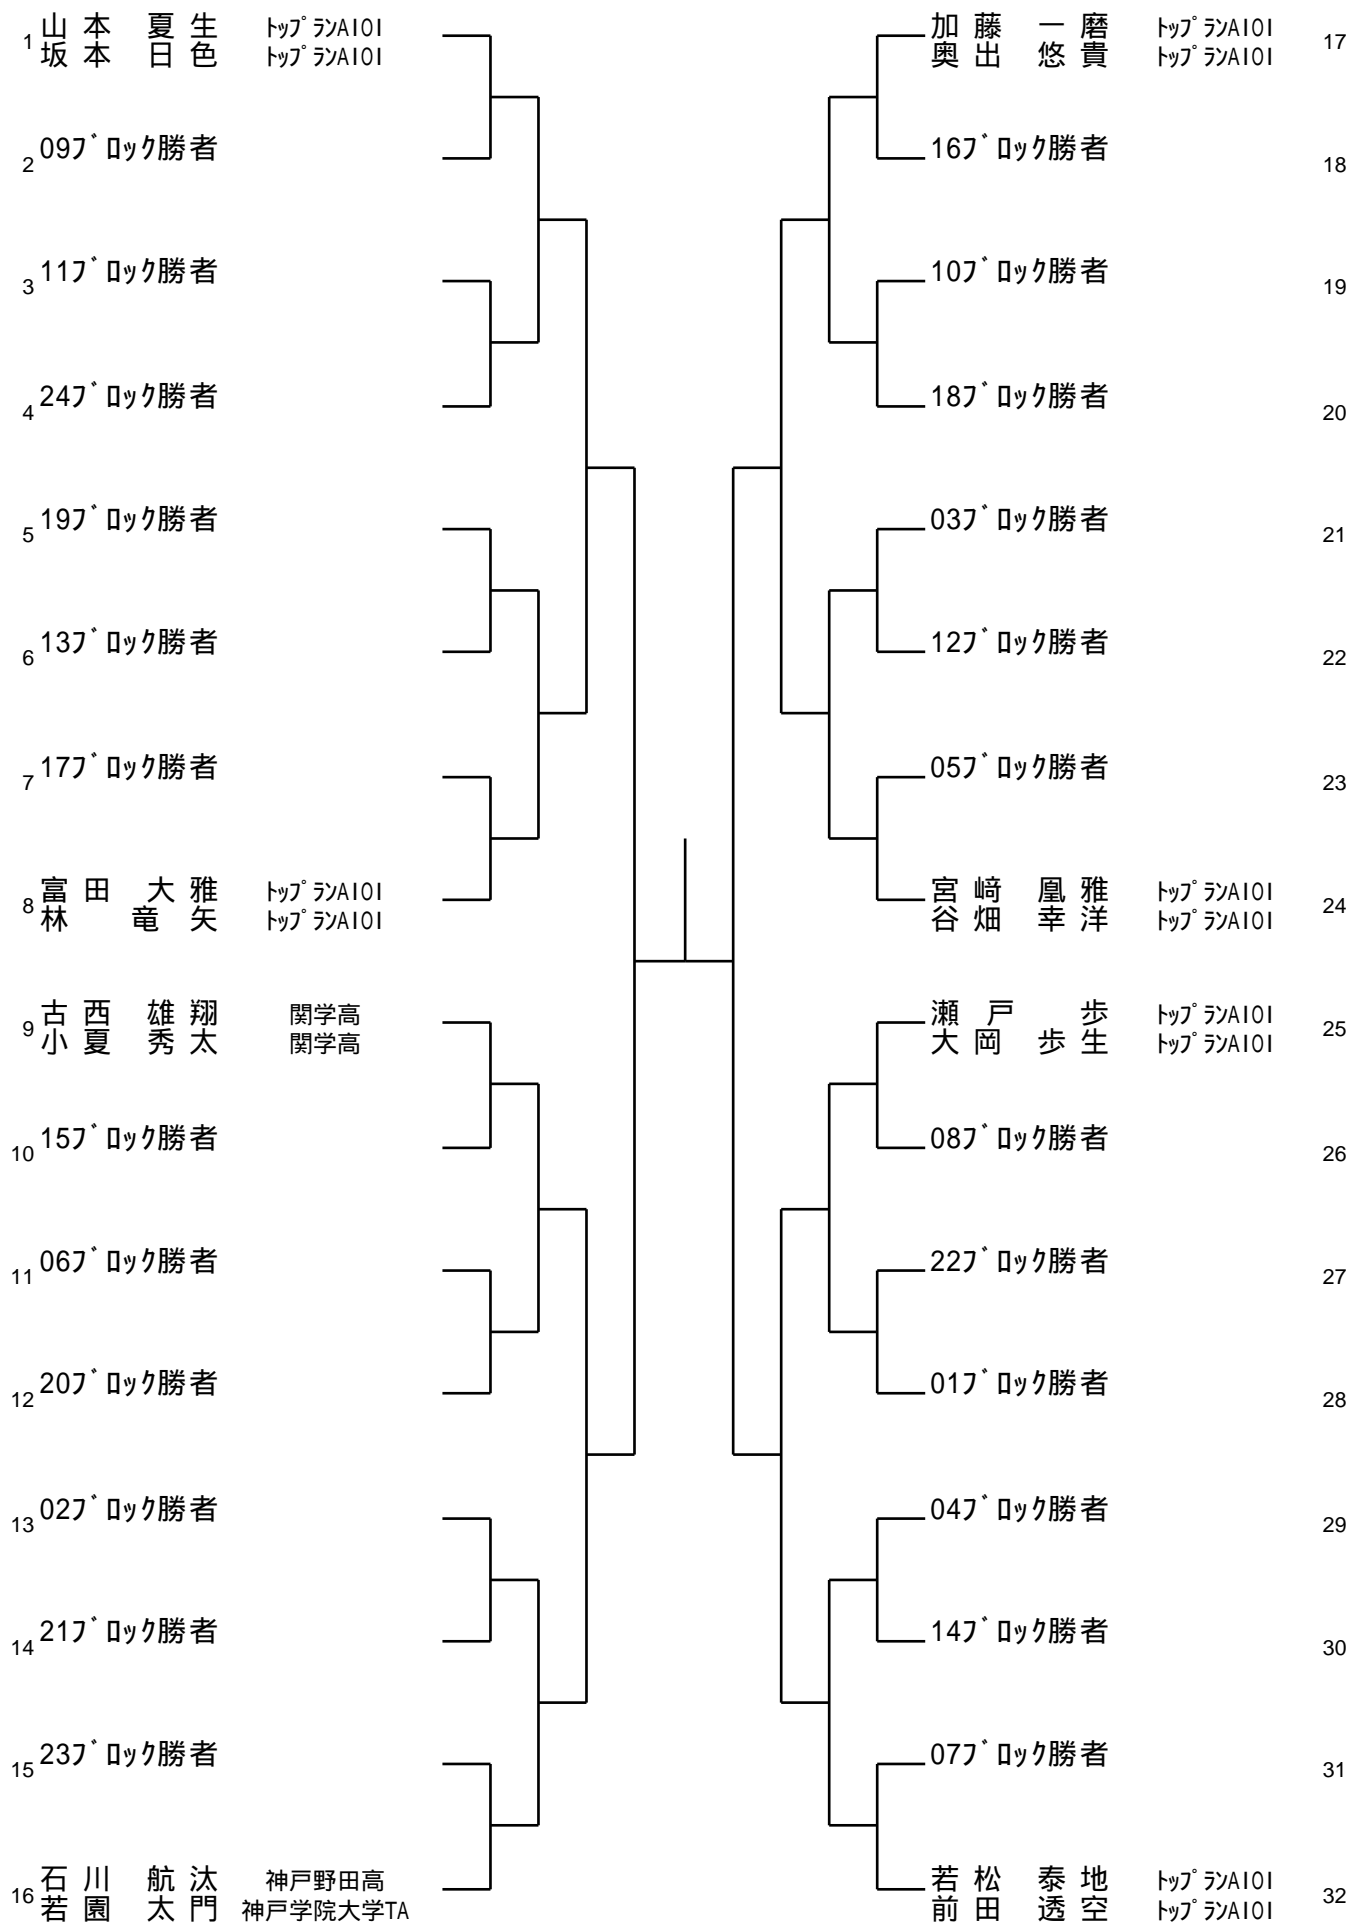 1 山本 夏生 ﾄｯﾌﾟﾗﾝAIOI
坂本 日色 ﾄｯﾌﾟﾗﾝAIOI
2 09ﾌﾞﾛｯｸ勝者
3 11ﾌﾞﾛｯｸ勝者
4 24ﾌﾞﾛｯｸ勝者
5 19ﾌﾞﾛｯｸ勝者
6 13ﾌﾞﾛｯｸ勝者
7 17ﾌﾞﾛｯｸ勝者
8 富田 大雅 ﾄｯﾌﾟﾗﾝAIOI
林 竜矢 ﾄｯﾌﾟﾗﾝAIOI
9 古西 雄翔 関学高
小夏 秀太 関学高
10 15ﾌﾞﾛｯｸ勝者
11 06ﾌﾞﾛｯｸ勝者
12 20ﾌﾞﾛｯｸ勝者
13 02ﾌﾞﾛｯｸ勝者
14 21ﾌﾞﾛｯｸ勝者
15 23ﾌﾞﾛｯｸ勝者
16 石川 航汰 神戸野田高
若園 太門 神戸学院大学TA
加藤 一磨 ﾄｯﾌﾟﾗﾝAIOI 17
奥出 悠貴 ﾄｯﾌﾟﾗﾝAIOI
16ﾌﾞﾛｯｸ勝者 18
10ﾌﾞﾛｯｸ勝者 19
18ﾌﾞﾛｯｸ勝者 20
03ﾌﾞﾛｯｸ勝者 21
12ﾌﾞﾛｯｸ勝者 22
05ﾌﾞﾛｯｸ勝者 23
宮﨑 凰雅 ﾄｯﾌﾟﾗﾝAIOI 24
谷畑 幸洋 ﾄｯﾌﾟﾗﾝAIOI
瀬戸 歩 ﾄｯﾌﾟﾗﾝAIOI 25
大岡 歩生 ﾄｯﾌﾟﾗﾝAIOI
08ﾌﾞﾛｯｸ勝者 26
22ﾌﾞﾛｯｸ勝者 27
01ﾌﾞﾛｯｸ勝者 28
04ﾌﾞﾛｯｸ勝者 29
14ﾌﾞﾛｯｸ勝者 30
07ﾌﾞﾛｯｸ勝者 31
若松 泰地 ﾄｯﾌﾟﾗﾝAIOI 32
前田 透空 ﾄｯﾌﾟﾗﾝAIOI